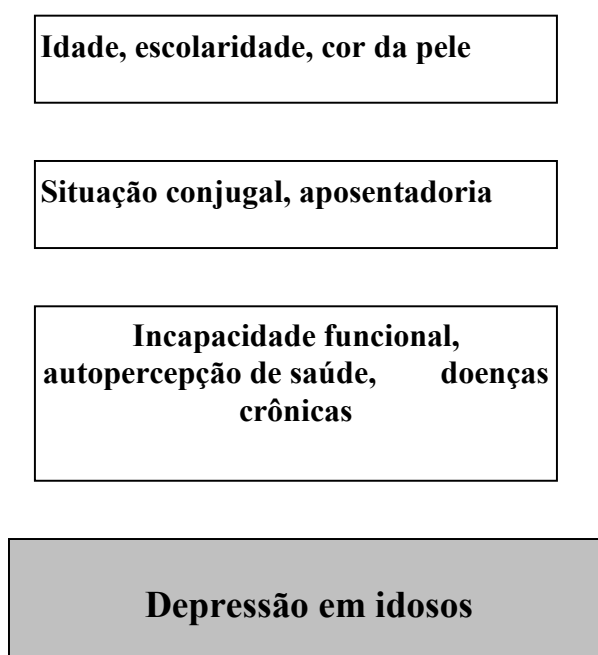 Idade, escolaridade, cor da pele
Situação conjugal, aposentadoria
Incapacidade funcional,
autopercepção de saúde, doenças
crônicas
Depressão em idosos